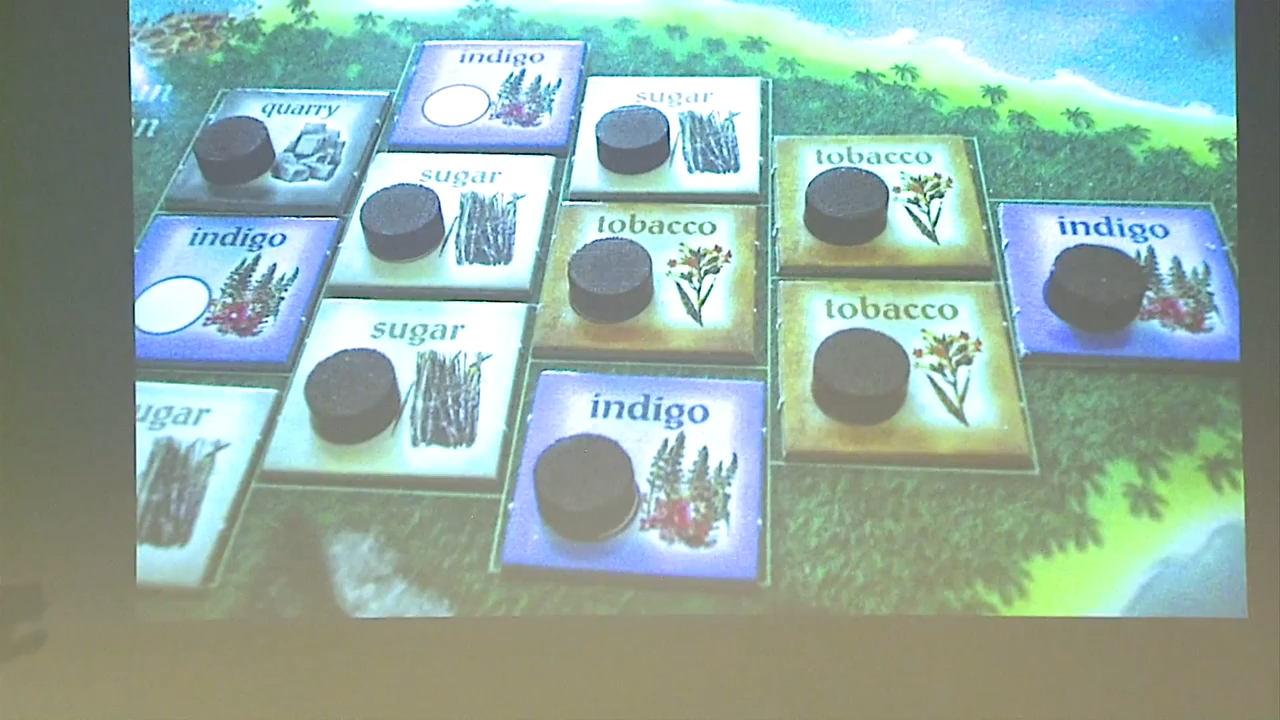 indigo
quarry
sugar
sugar
tobacco
indigo
tobacco
indigo
sugar
tobacco
indigo
ugar